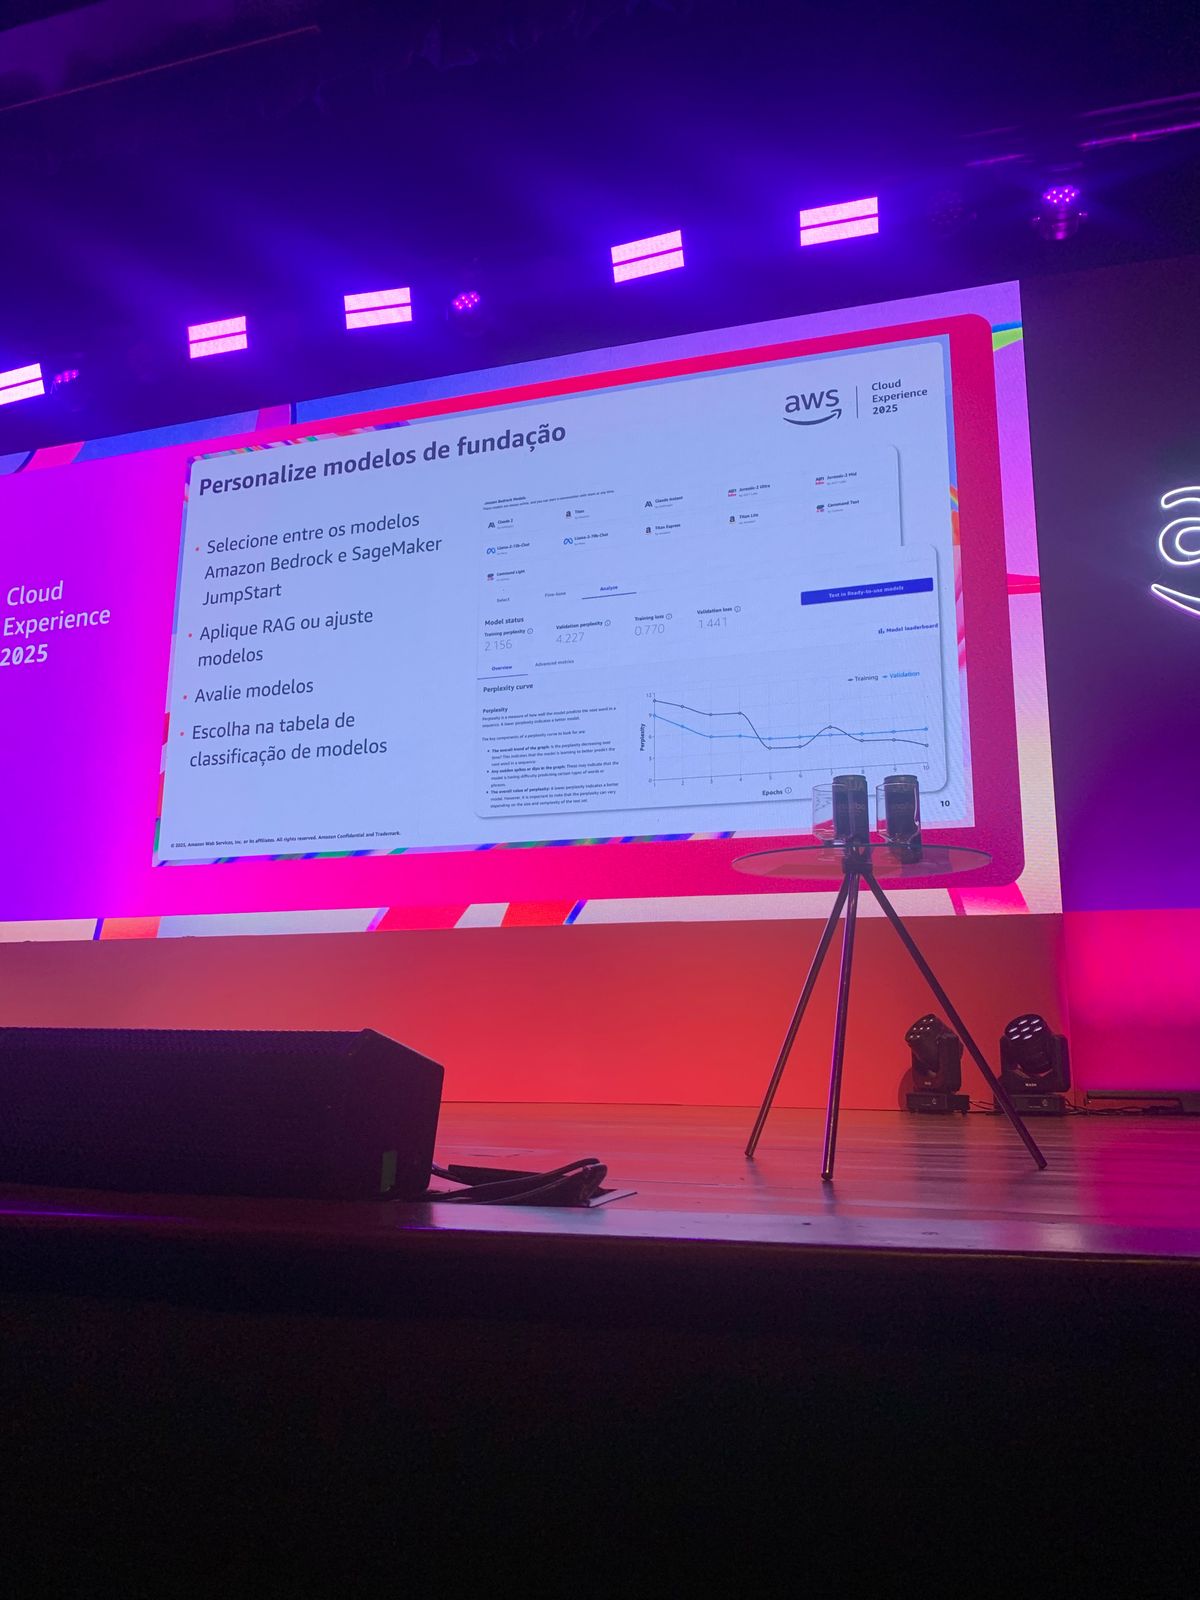 Personalize modelos de fundação
aws
Cloud
Experience
2025
Selecione entre os modelos
Amazon Bedrock e SageMaker
JumpStart
Aplique RAG ou ajuste
modelos
Avalie modelos
Escolha na tabela de
classificação de modelos
© 2025, Amazon Web Services, Inc. or its affiliates. All rights reserved. Amazon Confidential and Trademark.
Claude 2
Titan
Claude Instant
Jurassic-2 Ultra
Jurassic-2 Mid
Llama-2-13b-Chat
Llama-2-70b-Chat
Titan Express
Titan Lite
Command Text
Command Light
Select
Fine-tune
Analyze
Test in Ready-to-use models
Model status
Training perplexity
Validation perplexity
Training loss
Validation loss
2.156
4.227
0.770
1.441
Model leaderboard
Overview
Advanced metrics
Perplexity curve
Training
Validation
Perplexity
Perplexity is a measure of how well the model predicts the next word in a
sequence. A lower perplexity indicates a better model.
The key components of a perplexity curve to look for are:
The overall trend of the graph: Is the perplexity decreasing over
time? This indicates that the model is learning to better predict the
next word in a sequence.
Any sudden spikes or dips in the graph: These may indicate that the
model is having difficulty predicting certain types of words or
phrases.
The overall value of perplexity: A lower perplexity indicates a better
model. However, it is important to note that the perplexity can vary
depending on the size and complexity of the test set.
Perplexity
9
6
3
0
1 2 3 4 5 6 7 8 9 10
Epochs
10
Cloud
Experience
2025